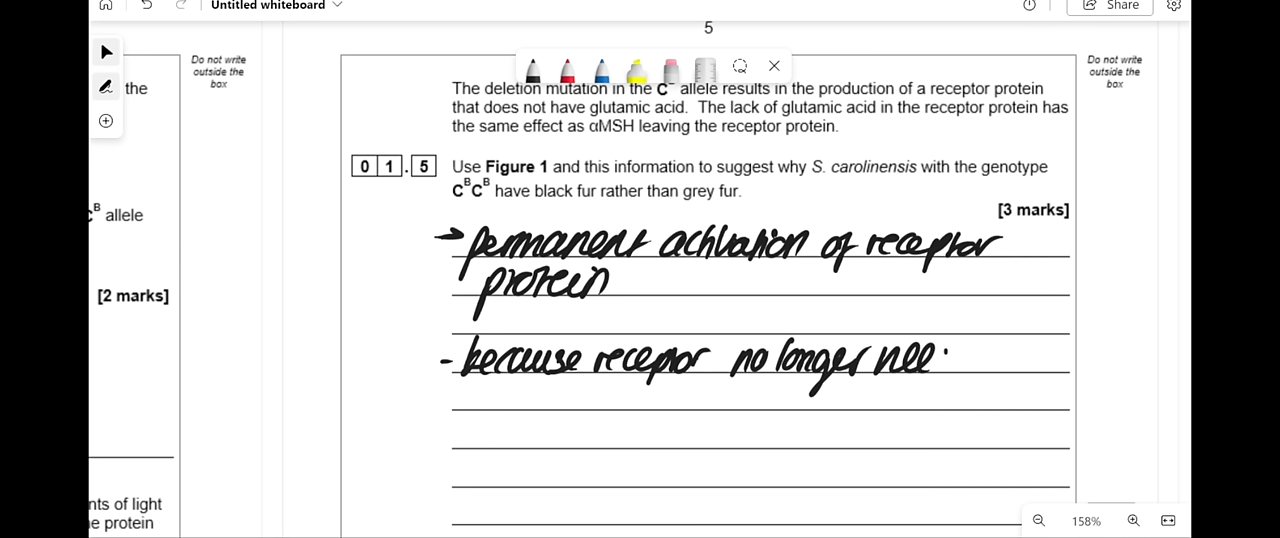 Untitled whiteboard
Share
5
Do not write
outside the
box
Do not write
outside the
box
the
The deletion mutation in the C allele results in the production of a receptor protein
that does not have glutamic acid. The lack of glutamic acid in the receptor protein has
the same effect as αMSH leaving the receptor protein.
0 1 . 5 Use Figure 1 and this information to suggest why S. carolinensis with the genotype
CᴮCᴮ have black fur rather than grey fur.
Cᴮ allele
[3 marks]
→ permanent activation of receptor
protein
[2 marks]
- because receptor no longer nee
nts of light
e protein
158%